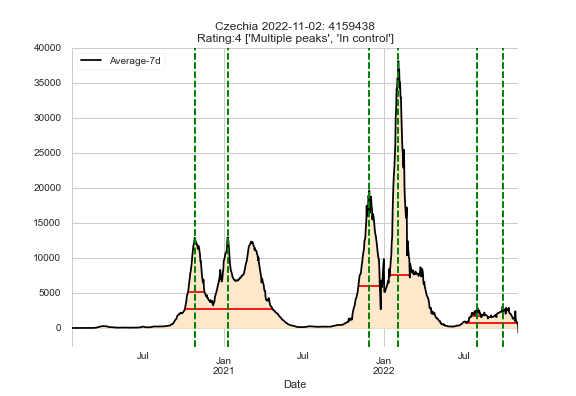 Czechia 2022-11-02: 4159438
Rating:4 ['Multiple peaks', 'In control']
40000
35000
30000
25000
20000
15000
10000
5000
0
Average-7d
Jul
Jan
2021
Jul
Jan
2022
Jul
Date